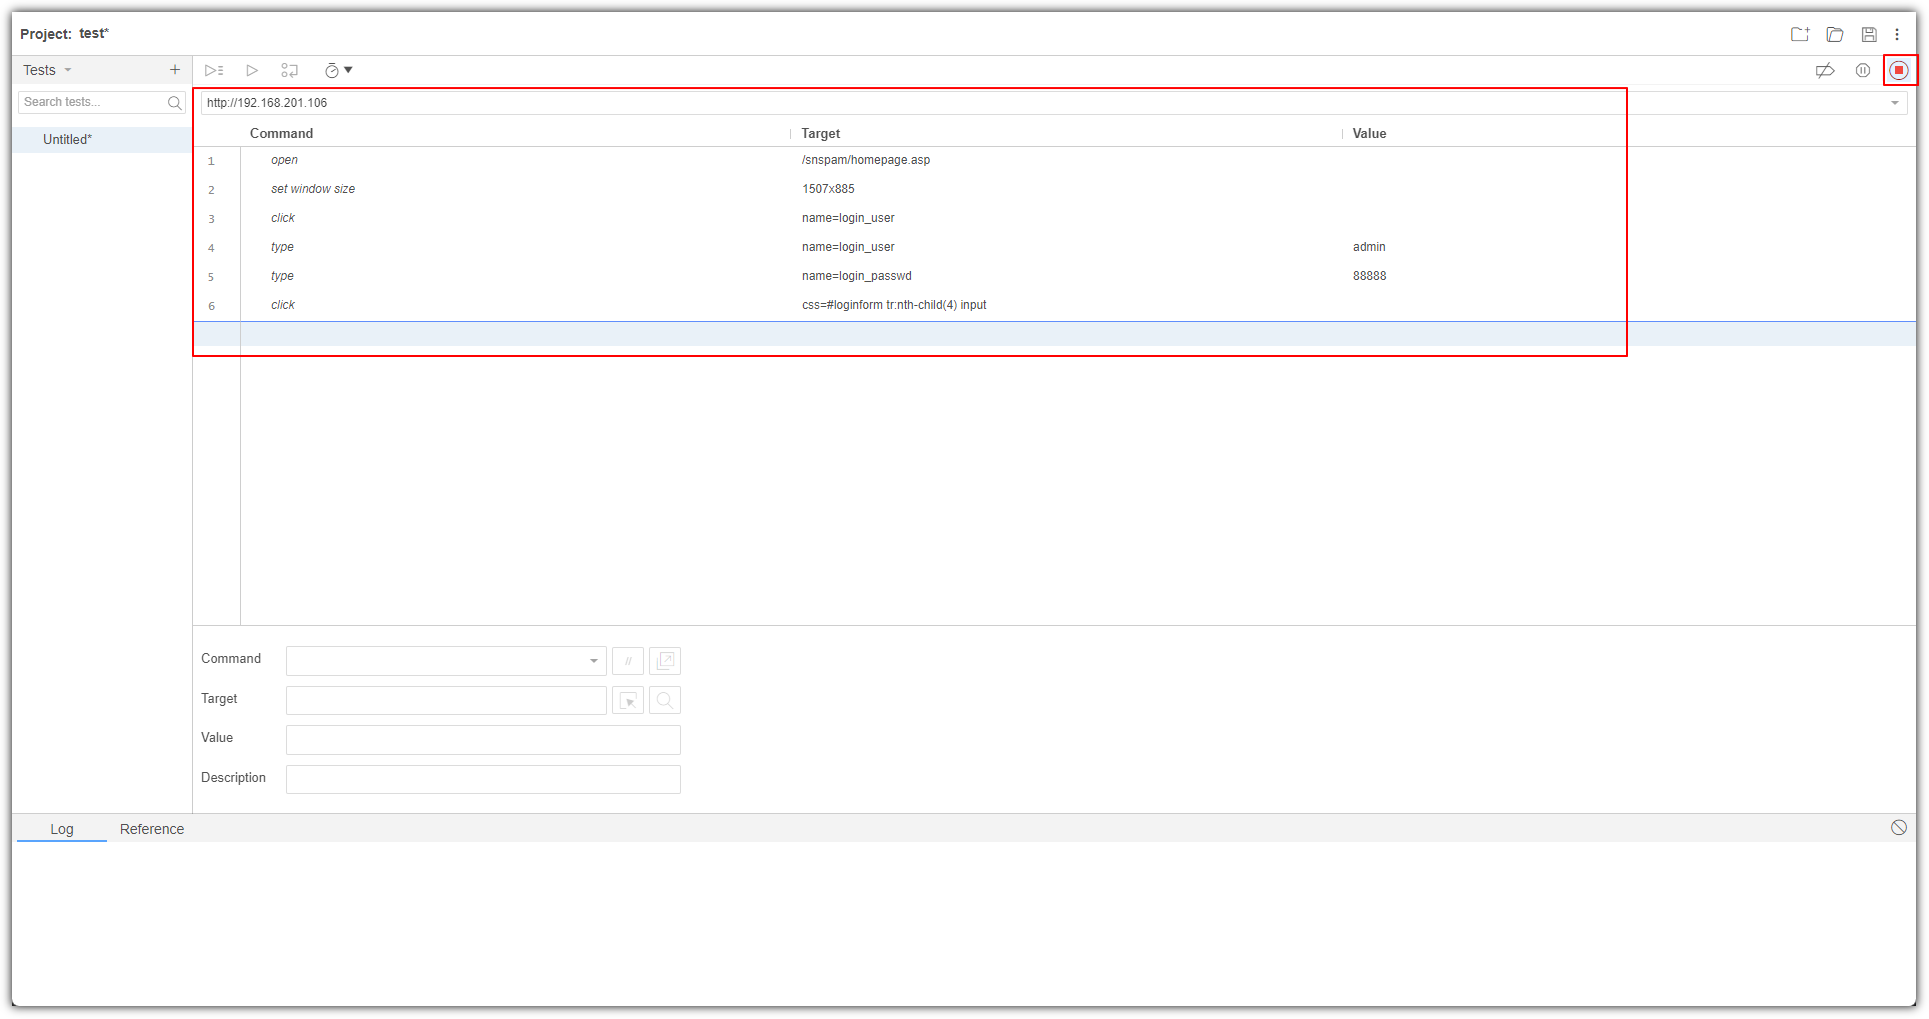 Project: test*
Tests
Search tests...
Untitled*
http://192.168.201.106
Command Target Value
1 open /snspam/homepage.asp
2 set window size 1507x885
3 click name=login_user
4 type name=login_user admin
5 type name=login_passwd 88888
6 click css=#loginform tr:nth-child(4) input
Command //
Target
Value
Description
Log Reference